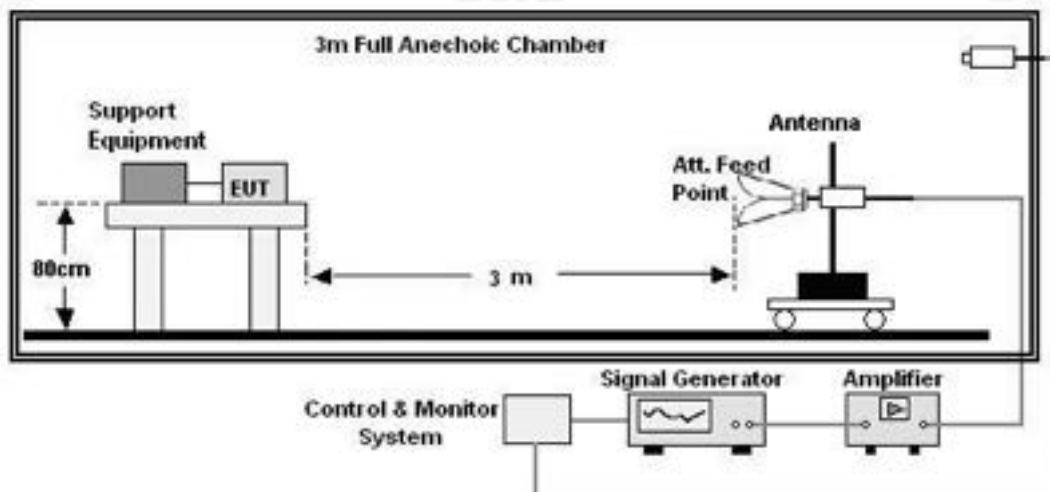 3m Full Anechoic Chamber
Support
Equipment
EUT
80cm
3 m
Antenna
Att. Feed
Point
Signal Generator
Amplifier
Control & Monitor
System